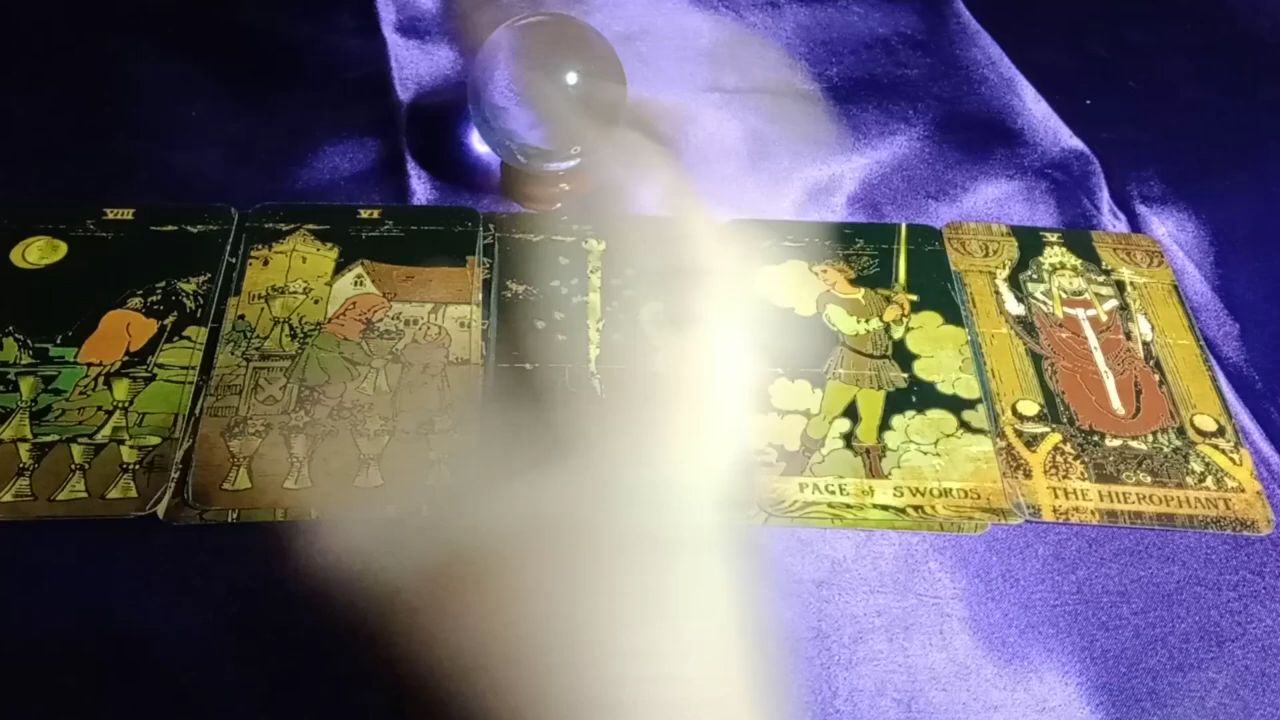 VIII
VI
V
PAGE of SWORDS
THE HIEROPHANT.